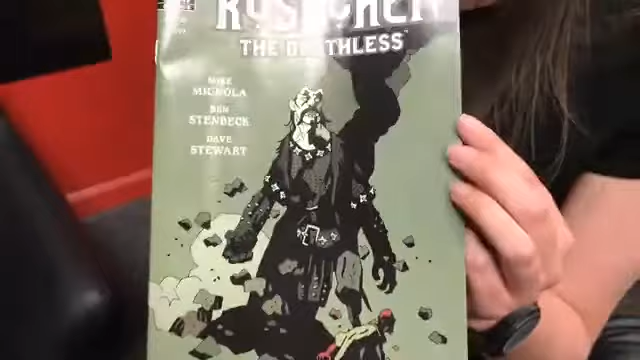 THE DEATHLESS
MIKE
MIGNOLA
BEN
STENBECK
DAVE
STEWART